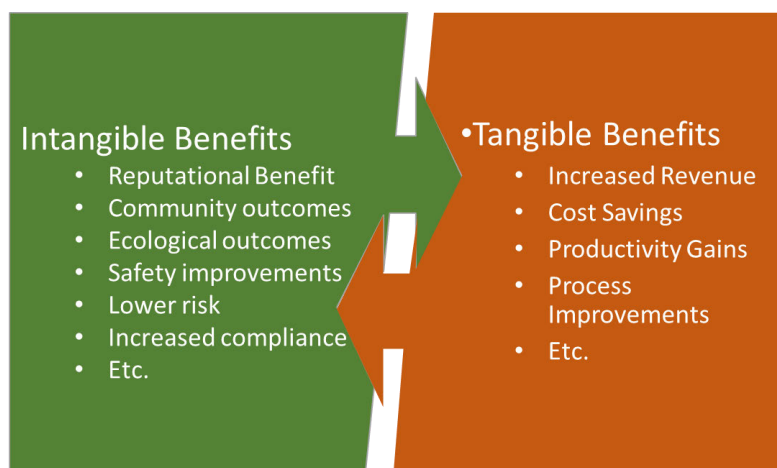 Intangible Benefits
• Reputational Benefit
• Community outcomes
• Ecological outcomes
• Safety improvements
• Lower risk
• Increased compliance
• Etc.
•Tangible Benefits
• Increased Revenue
• Cost Savings
• Productivity Gains
• Process
Improvements
• Etc.